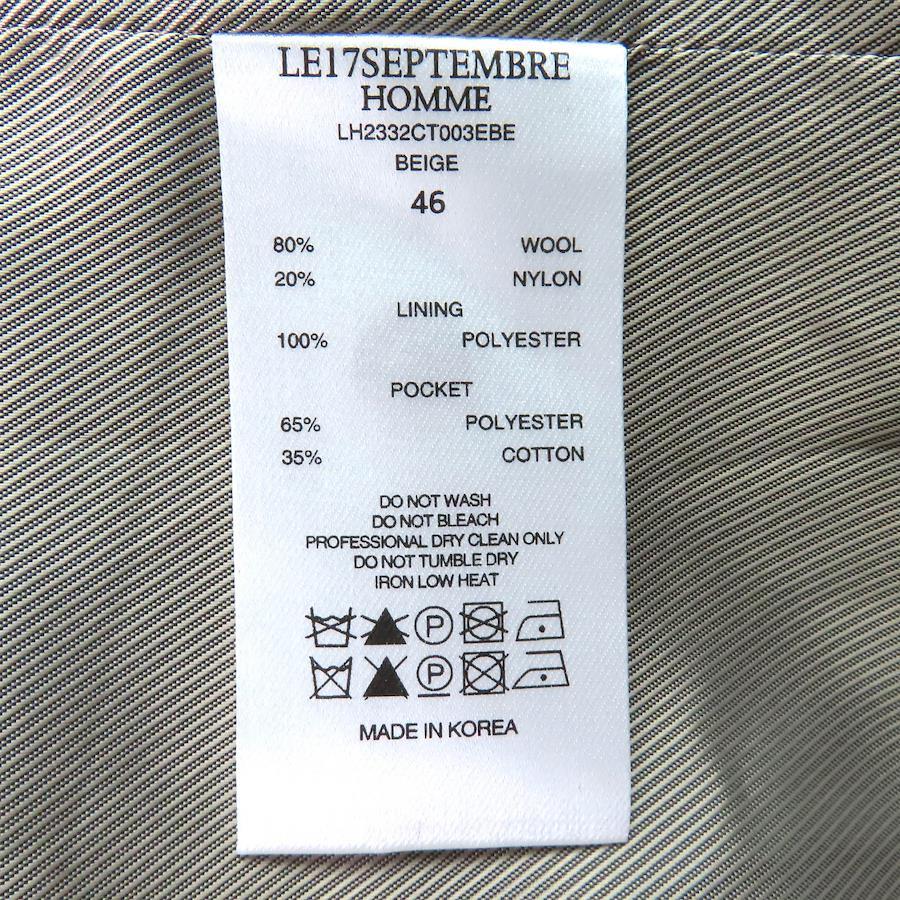 LE17SEPTEMBRE
HOMME
LH2332CT003EBE
BEIGE
46
80% WOOL
20% NYLON
LINING
100% POLYESTER
POCKET
65% POLYESTER
35% COTTON
DO NOT WASH
DO NOT BLEACH
PROFESSIONAL DRY CLEAN ONLY
DO NOT TUMBLE DRY
IRON LOW HEAT
P
P
MADE IN KOREA